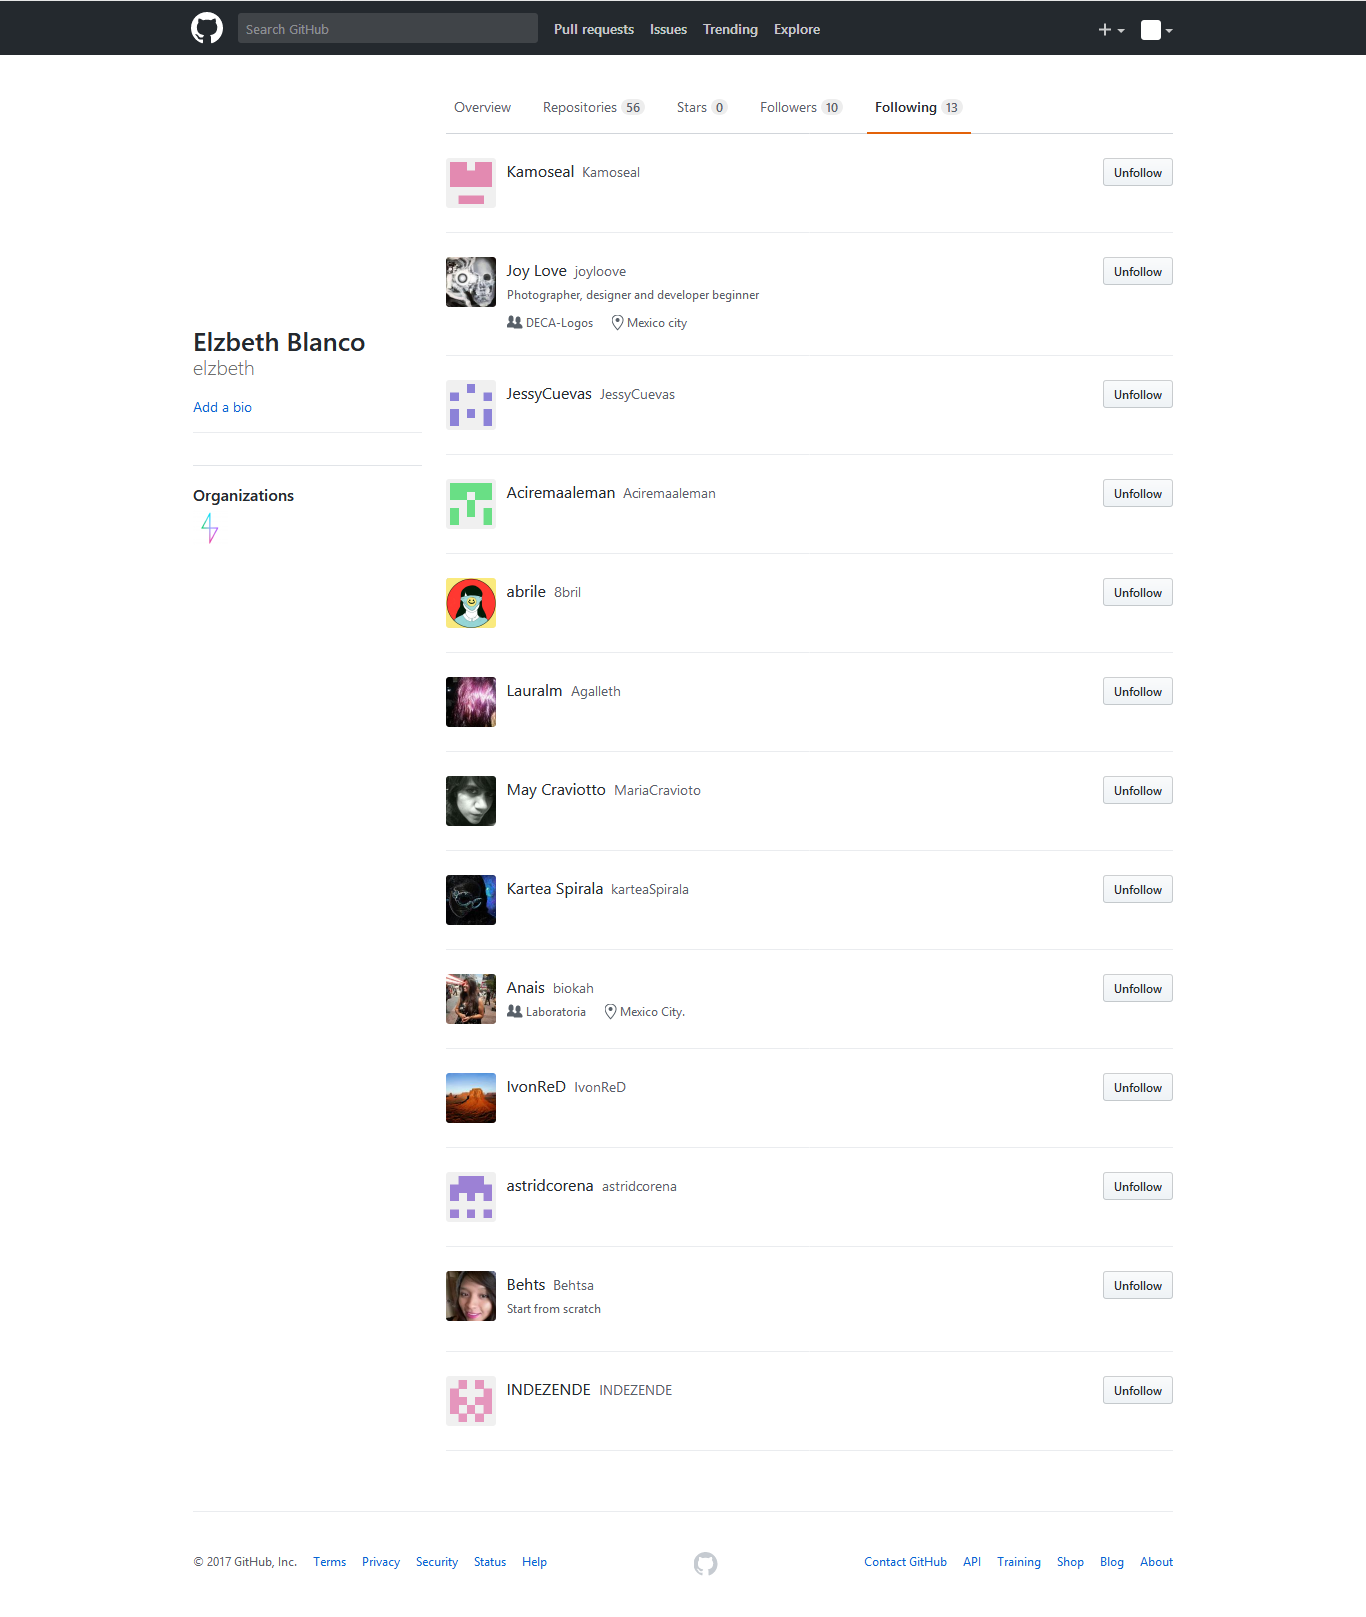 Search GitHub Pull requests Issues Trending Explore
Overview Repositories 56 Stars 0 Followers 10 Following 13
Elzbeth Blanco
elzbeth
Add a bio
Organizations
Kamoseal Kamoseal Unfollow
Joy Love joyloove Unfollow
Photographer, designer and developer beginner
DECA-Logos Mexico city
JessyCuevas JessyCuevas Unfollow
Aciremaaleman Aciremaaleman Unfollow
abrile 8bril Unfollow
Lauralm Agalleth Unfollow
May Craviotto MariaCravioto Unfollow
Kartea Spirala karteaSpirala Unfollow
Anais biokah Unfollow
Laboratoria Mexico City.
IvonReD IvonReD Unfollow
astridcorena astridcorena Unfollow
Behts Behtsa Unfollow
Start from scratch
INDEZENDE INDEZENDE Unfollow
© 2017 GitHub, Inc. Terms Privacy Security Status Help Contact GitHub API Training Shop Blog About